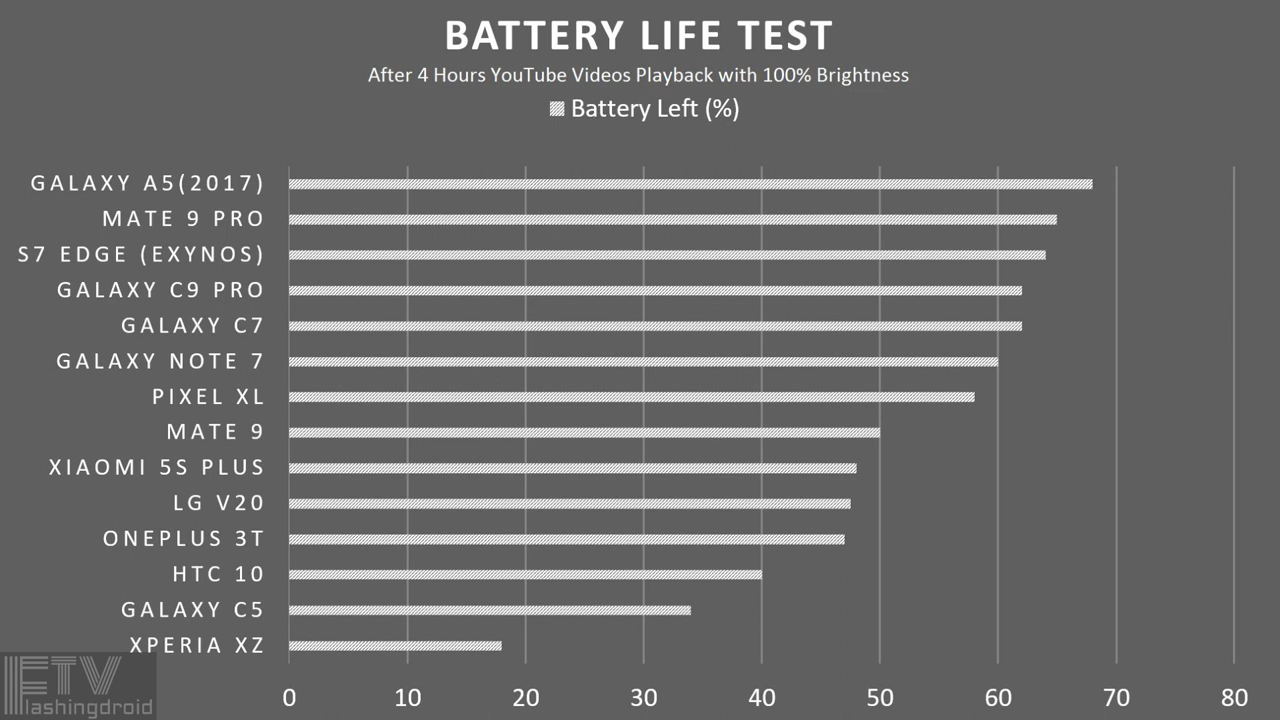 BATTERY LIFE TEST
After 4 Hours YouTube Videos Playback with 100% Brightness
Battery Left (%)
GALAXY A5(2017)
MATE 9 PRO
S7 EDGE (EXYNOS)
GALAXY C9 PRO
GALAXY C7
GALAXY NOTE 7
PIXEL XL
MATE 9
XIAOMI 5S PLUS
LG V20
ONEPLUS 3T
HTC 10
GALAXY C5
XPERIA XZ
0 10 20 30 40 50 60 70 80
FTV
lashingdroid